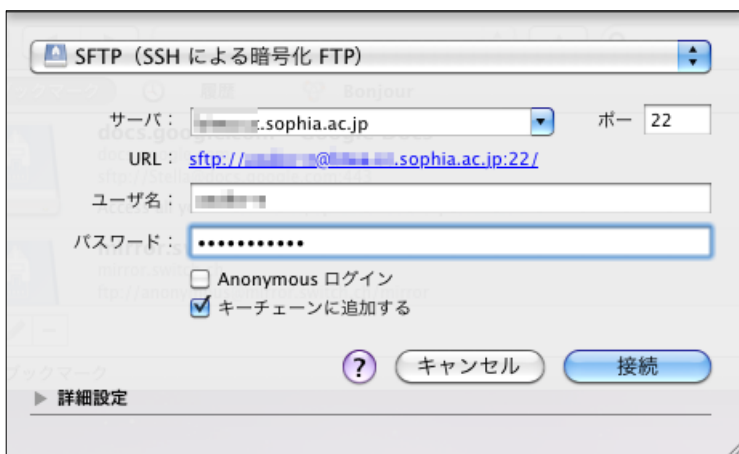 SFTP（SSH による暗号化 FTP）
サーバ： .sophia.ac.jp ポー 22
URL： sftp:// @ .sophia.ac.jp:22/
ユーザ名：
パスワード： •••••••••••
Anonymous ログイン
キーチェーンに追加する
? キャンセル 接続
詳細設定